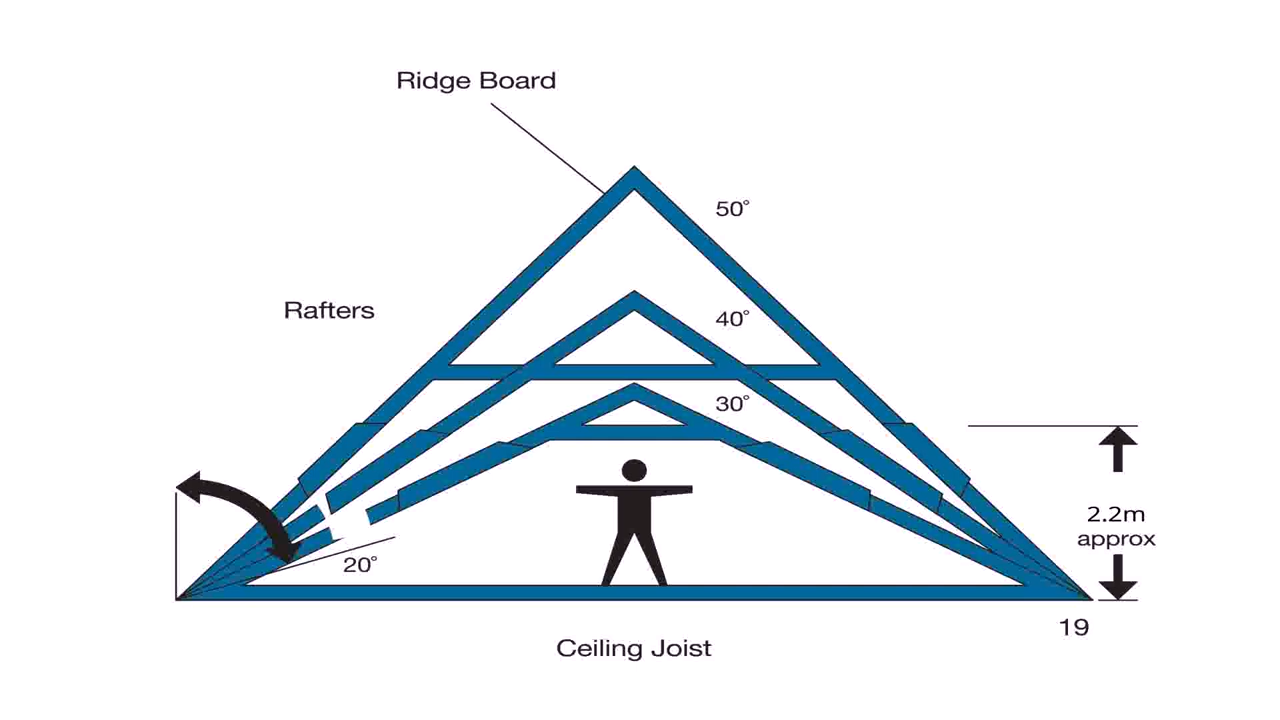 Ridge Board
50°
Rafters
40°
30°
2.2m
approx
20°
19
Ceiling Joist